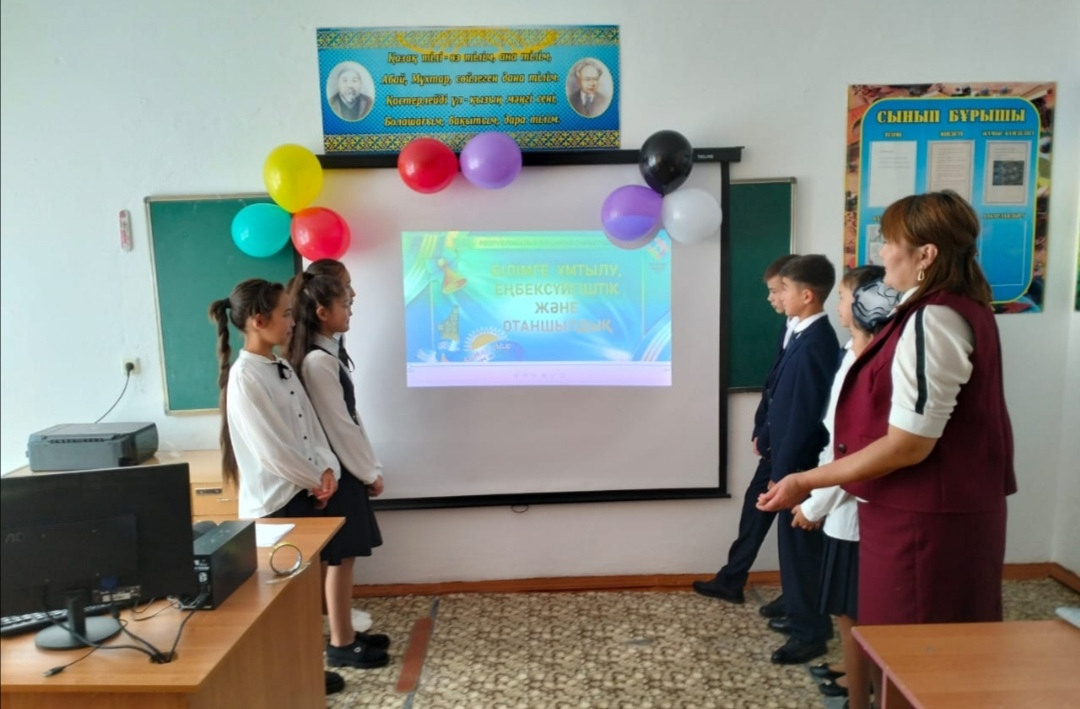 Қазақ тілі - өз тілім, ана тілім,
Абай, Мұхтар, сөйлеген дана тілім.
Қастерлейді ұл - қызың мәңгі сені,
Болашағым, бақытым, дара тілім.
БІЛІМГЕ ҰМТЫЛУ,
ЕҢБЕКСҮЙГІШТІК
ЖӘНЕ
ОТАНШЫЛДЫҚ
СЫНЫП БҰРЫШЫ